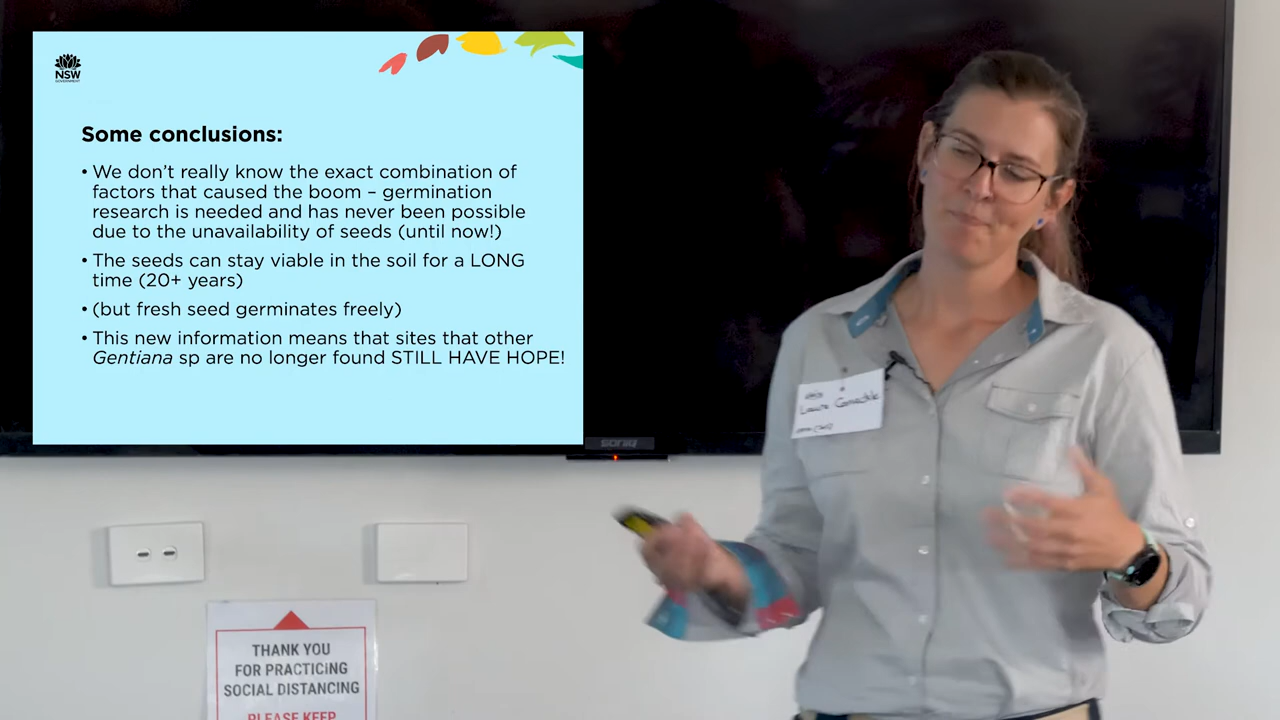 NSW
GOVERNMENT
Some conclusions:
• We don't really know the exact combination of
factors that caused the boom – germination
research is needed and has never been possible
due to the unavailability of seeds (until now!)
• The seeds can stay viable in the soil for a LONG
time (20+ years)
• (but fresh seed germinates freely)
• This new information means that sites that other
Gentiana sp are no longer found STILL HAVE HOPE!
soniq
THANK YOU
FOR PRACTICING
SOCIAL DISTANCING
PLEASE KEEP